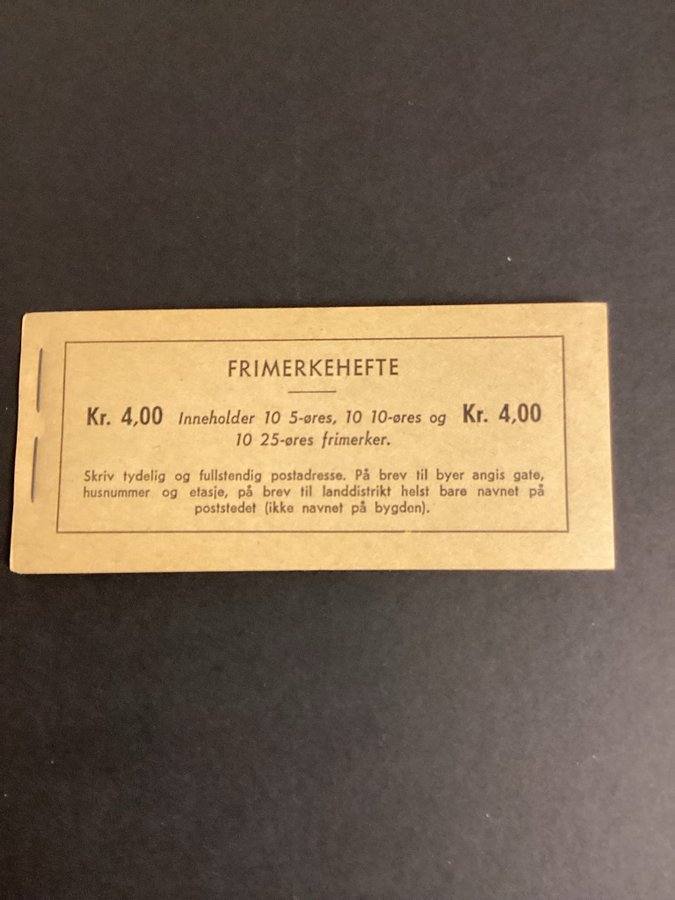 FRIMERKEHEFTE
Kr. 4,00 Inneholder 10 5-øres, 10 10-øres og Kr. 4,00
10 25-øres frimerker.
Skriv tydelig og fullstendig postadresse. På brev til byer angis gate,
husnummer og etasje, på brev til landdistrikt helst bare navnet på
poststedet (ikke navnet på bygden).